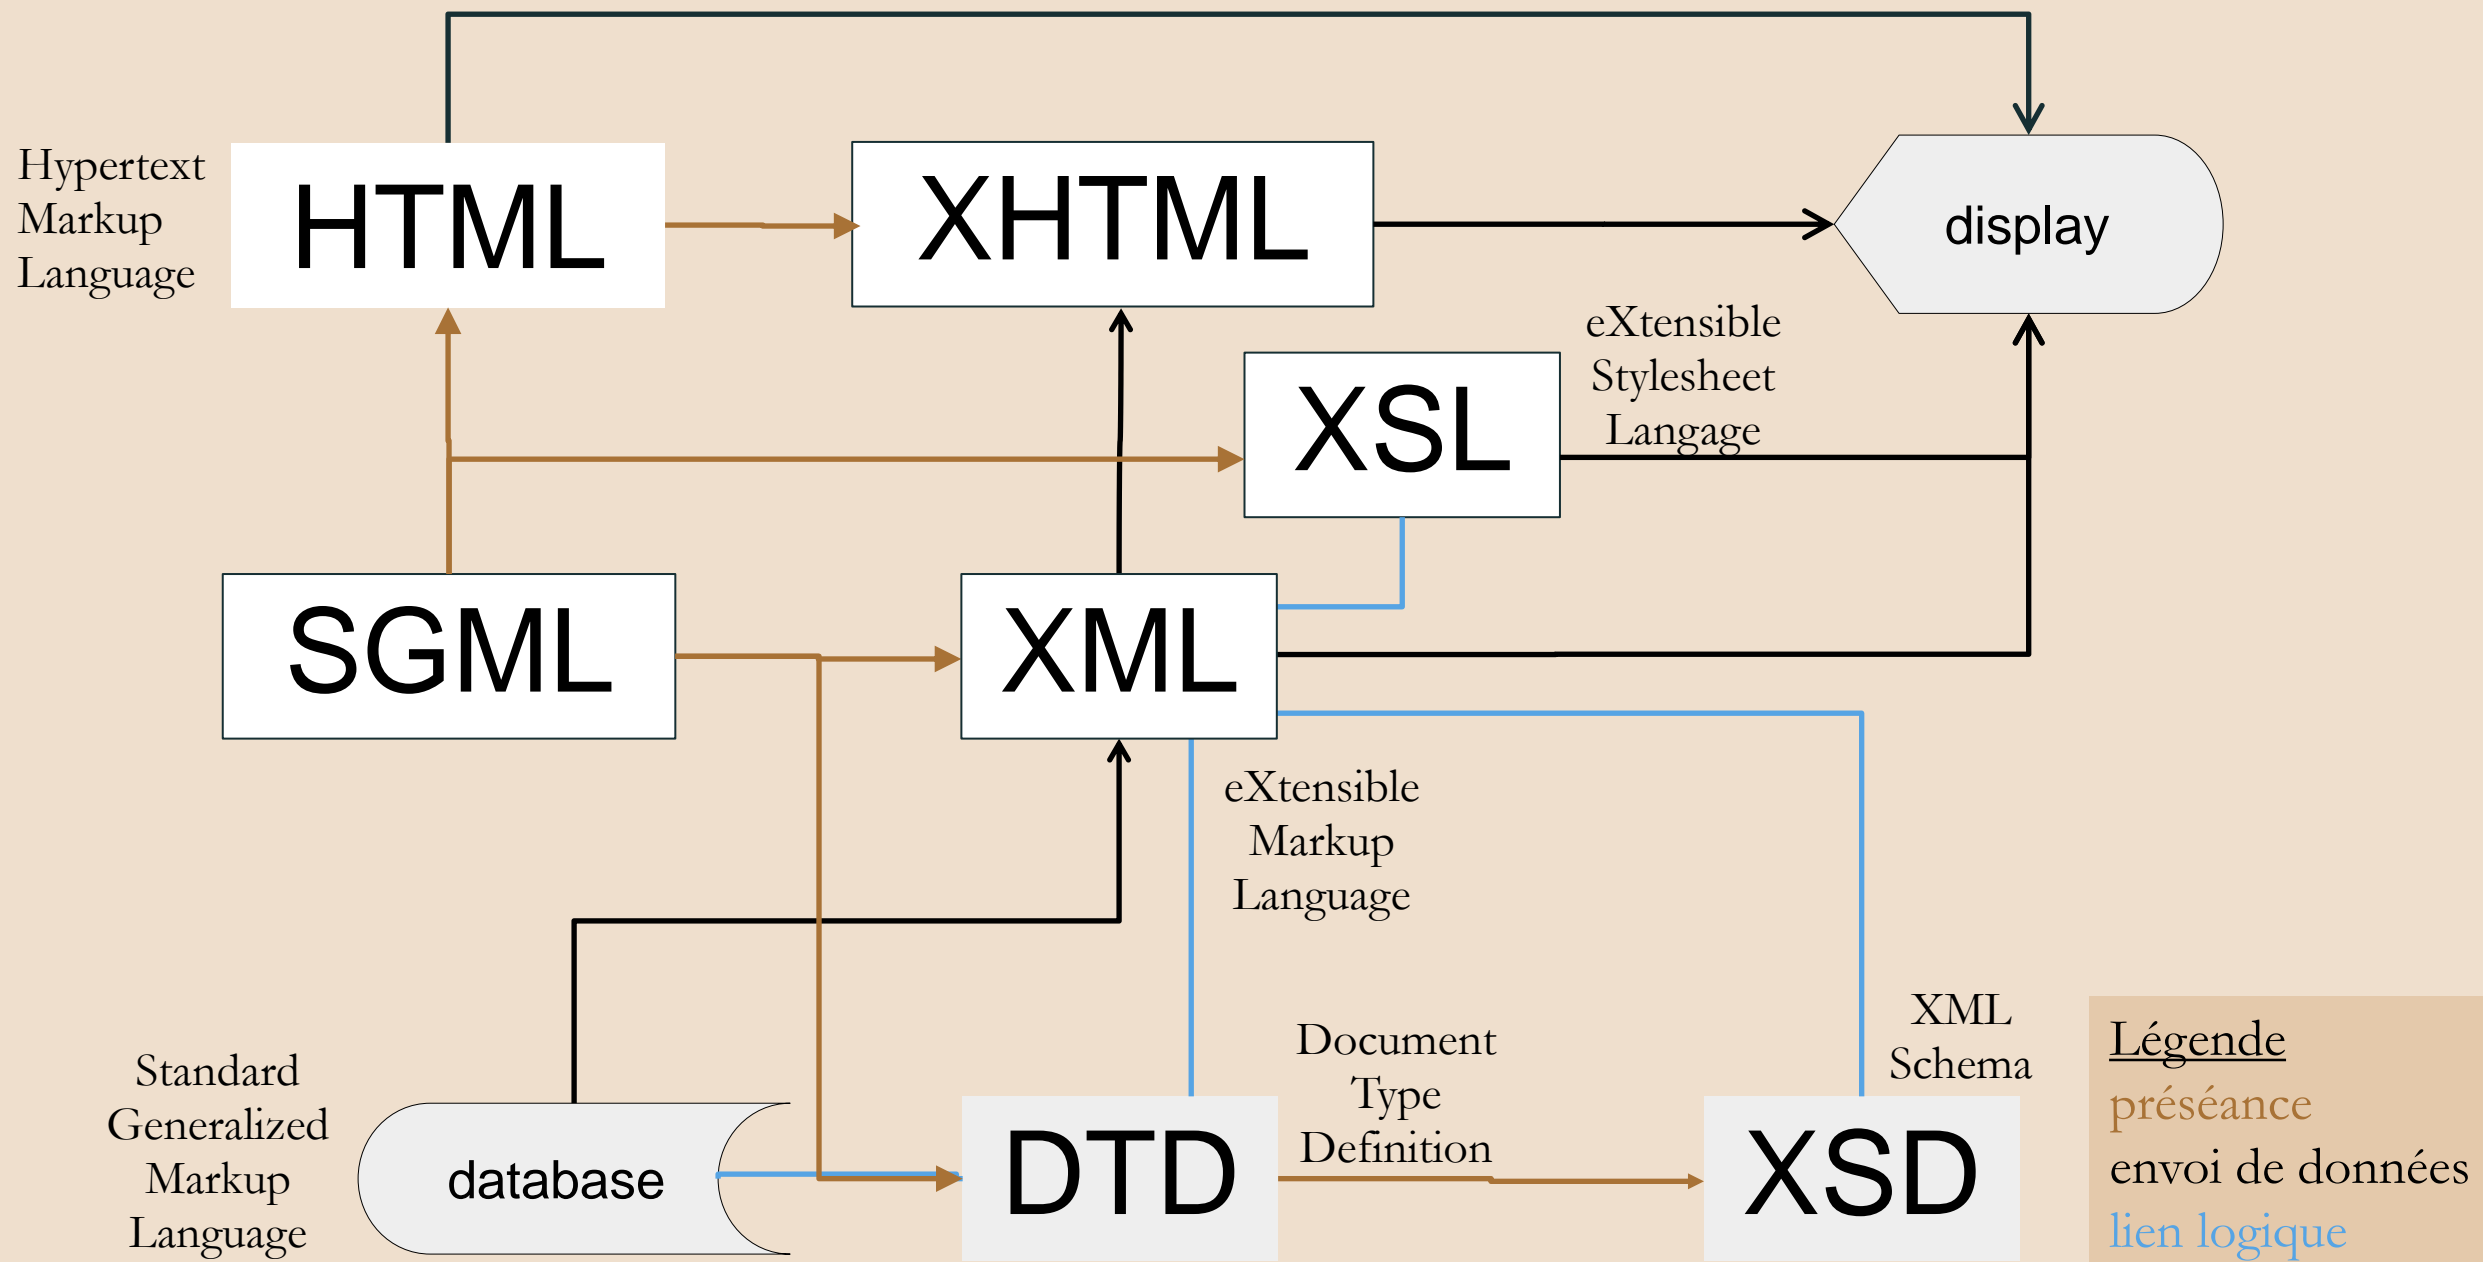 Hypertext
Markup
Language
HTML
XHTML
display
eXtensible
Stylesheet
Langage
XSL
SGML
XML
eXtensible
Markup
Language
Standard
Generalized
Markup
Language
database
DTD
Document
Type
Definition
XML
Schema
XSD
Légende
préséance
envoi de données
lien logique